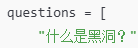 questions = [
"什么是黑洞？"